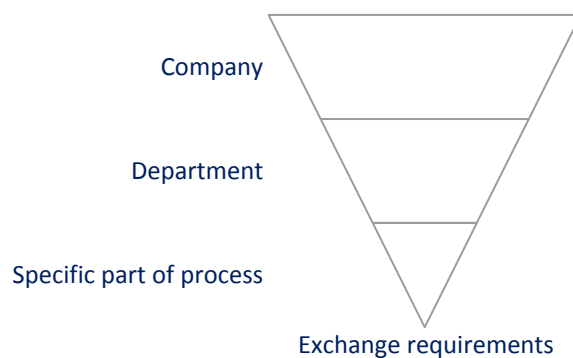 Company
Department
Specific part of process
Exchange requirements